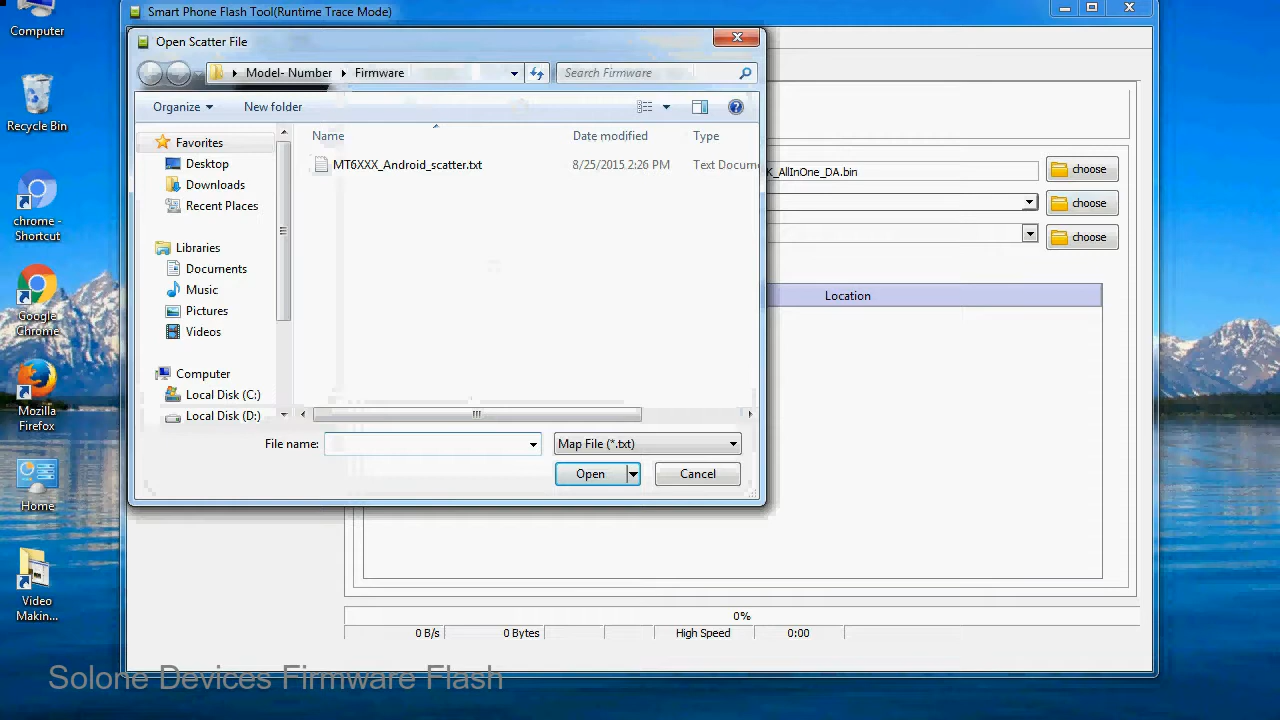 Computer
Recycle Bin
chrome -
Shortcut
Google
Chrome
Mozilla
Firefox
Home
Video
Makin...
Smart Phone Flash Tool(Runtime Trace Mode)
Open Scatter File
Model- Number
Firmware
Search Firmware
Organize
New folder
Favorites
Desktop
Downloads
Recent Places
Libraries
Documents
Music
Pictures
Videos
Computer
Local Disk (C:)
Local Disk (D:)
Name Date modified Type
MT6XXX_Android_scatter.txt 8/25/2015 2:26 PM Text Docum
File name:
Map File (*.txt)
Open
Cancel
K_AllInOne_DA.bin
choose
choose
choose
Location
0%
0 B/s 0 Bytes High Speed 0:00
Solone Devices Firmware Flash